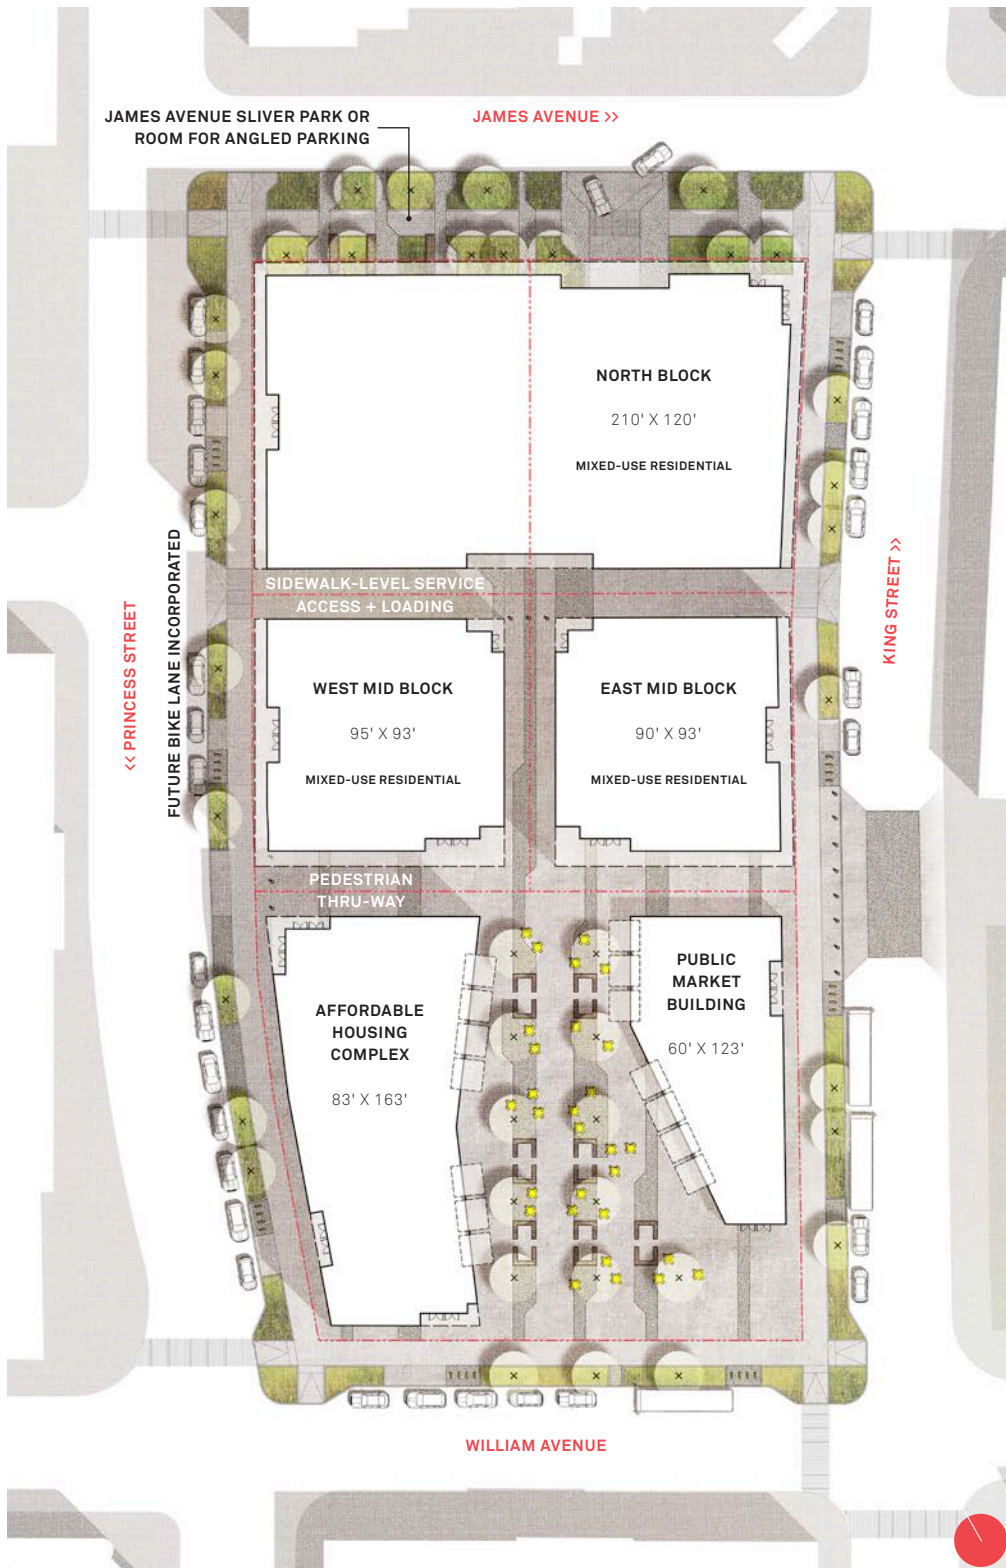 JAMES AVENUE SLIVER PARK OR
ROOM FOR ANGLED PARKING
JAMES AVENUE >>
NORTH BLOCK
210' X 120'
MIXED-USE RESIDENTIAL
SIDEWALK-LEVEL SERVICE
ACCESS + LOADING
<< PRINCESS STREET
FUTURE BIKE LANE INCORPORATED
KING STREET >>
WEST MID BLOCK
95' X 93'
MIXED-USE RESIDENTIAL
EAST MID BLOCK
90' X 93'
MIXED-USE RESIDENTIAL
PEDESTRIAN
THRU-WAY
AFFORDABLE
HOUSING
COMPLEX
83' X 163'
PUBLIC
MARKET
BUILDING
60' X 123'
WILLIAM AVENUE